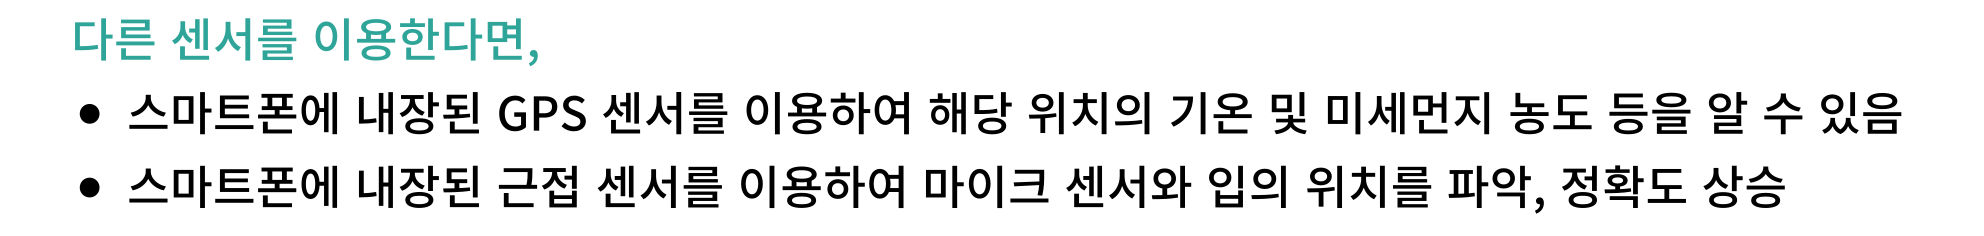 다른 센서를 이용한다면,
● 스마트폰에 내장된 GPS 센서를 이용하여 해당 위치의 기온 및 미세먼지 농도 등을 알 수 있음
● 스마트폰에 내장된 근접 센서를 이용하여 마이크 센서와 입의 위치를 파악, 정확도 상승